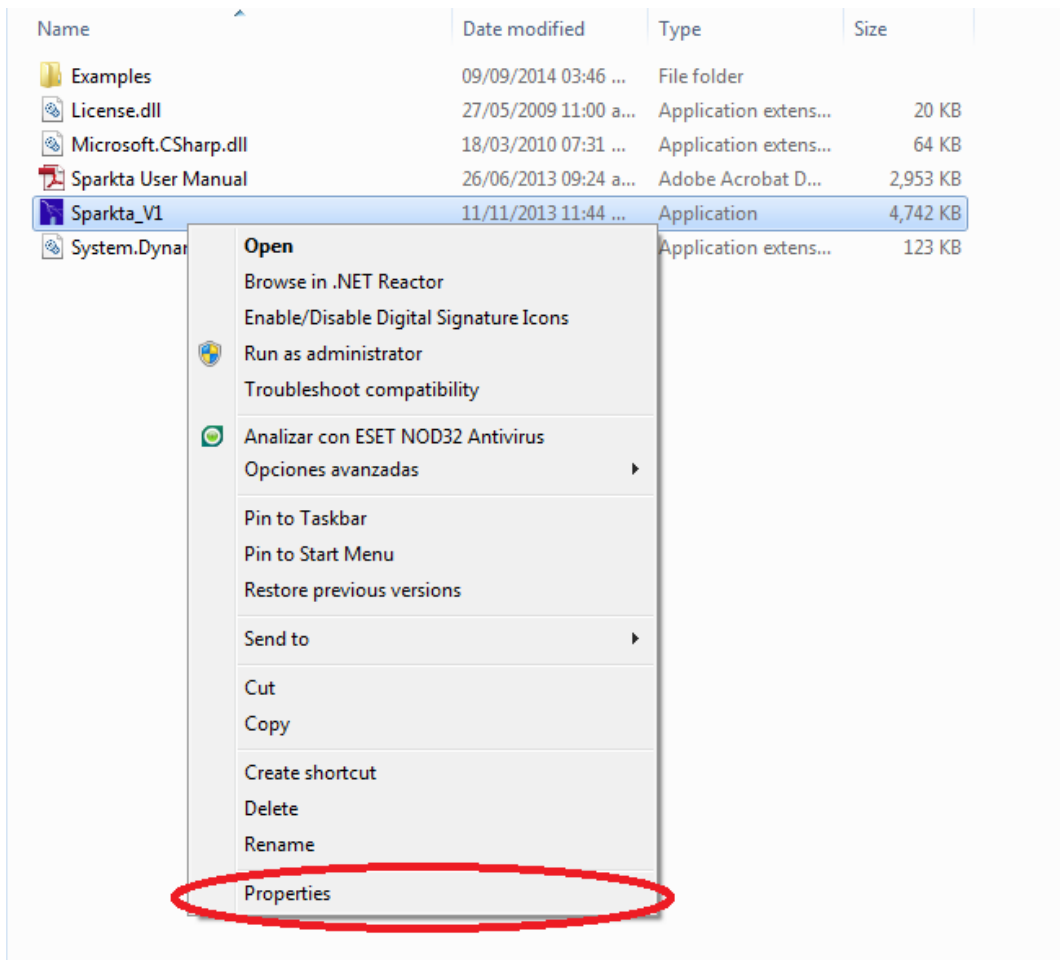 Name Date modified Type Size
Examples 09/09/2014 03:46 ... File folder
License.dll 27/05/2009 11:00 a... Application extens... 20 KB
Microsoft.CSharp.dll 18/03/2010 07:31 ... Application extens... 64 KB
Sparkta User Manual 26/06/2013 09:24 a... Adobe Acrobat D... 2,953 KB
Sparkta_V1 11/11/2013 11:44 ... Application 4,742 KB
System.Dynar Application extens... 123 KB
Open
Browse in .NET Reactor
Enable/Disable Digital Signature Icons
Run as administrator
Troubleshoot compatibility
Analizar con ESET NOD32 Antivirus
Opciones avanzadas
Pin to Taskbar
Pin to Start Menu
Restore previous versions
Send to
Cut
Copy
Create shortcut
Delete
Rename
Properties